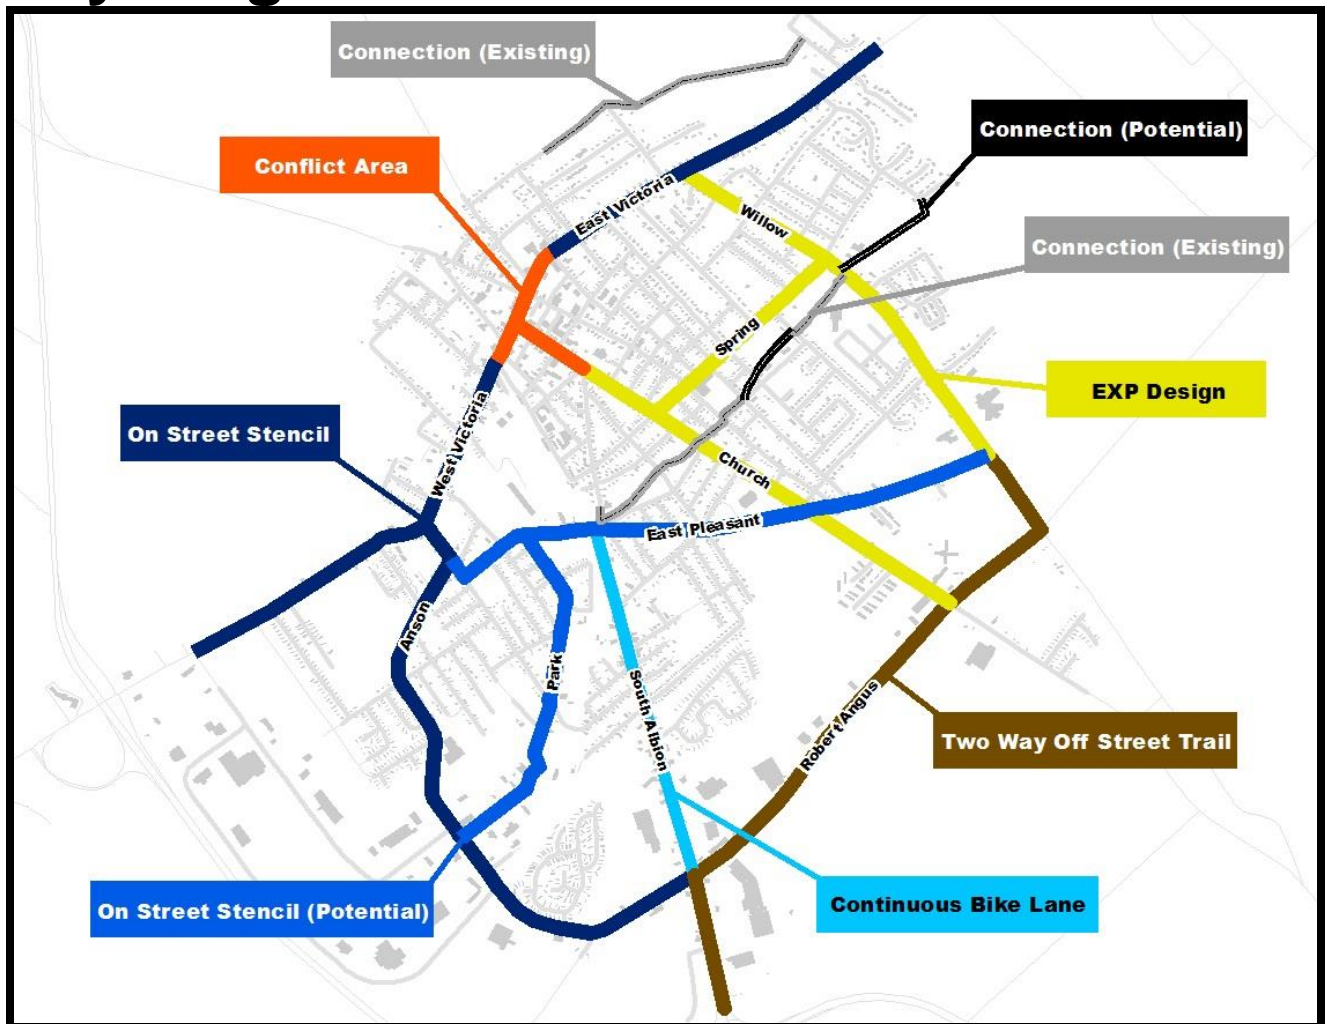 Connection (Existing)
Connection (Potential)
Conflict Area
East Victoria
Willow
Connection (Existing)
Spring
EXP Design
On Street Stencil
West Victoria
Church
East Pleasant
Anson
Park
South Albion
Robert Angus
Two Way Off Street Trail
On Street Stencil (Potential)
Continuous Bike Lane